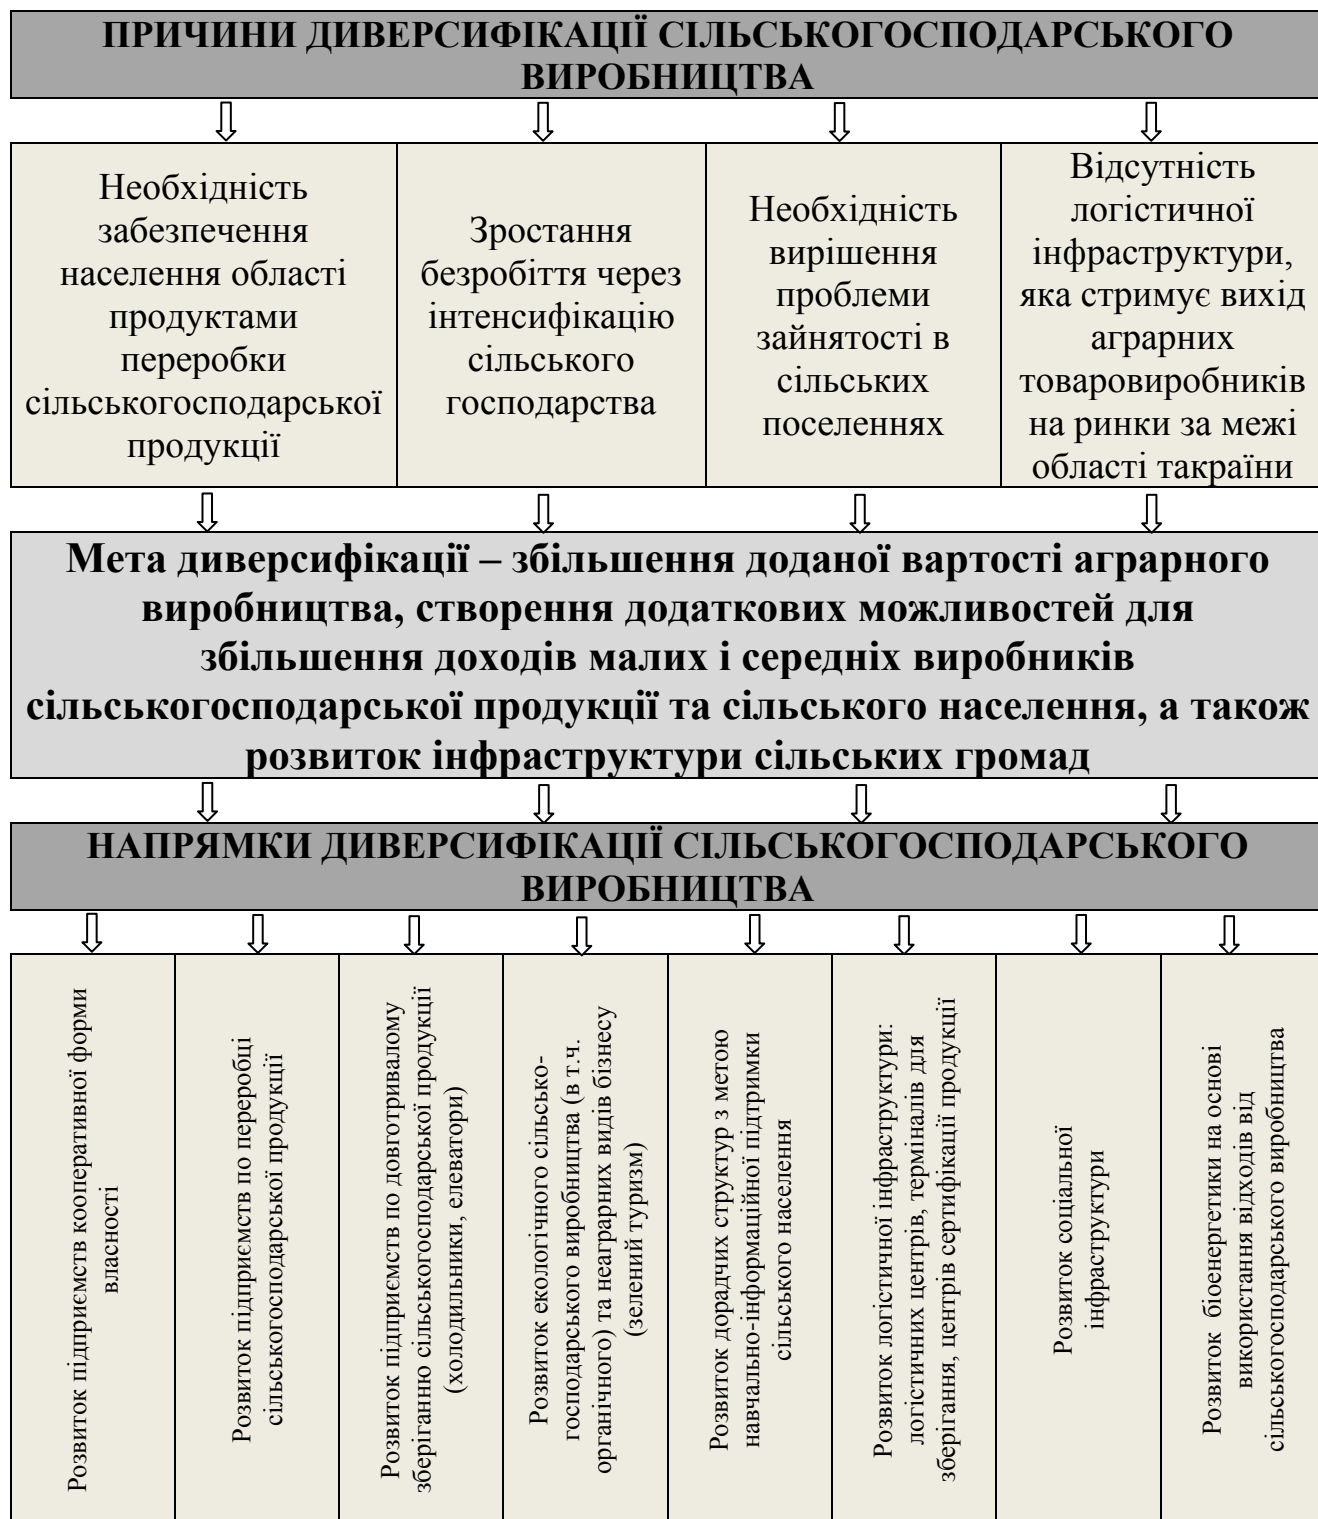 ПРИЧИНИ ДИВЕРСИФІКАЦІЇ СІЛЬСЬКОГОСПОДАРСЬКОГО
ВИРОБНИЦТВА
Необхідність
забезпечення
населення області
продуктами
переробки
сільськогосподарської
продукції
Зростання
безробіття через
інтенсифікацію
сільського
господарства
Необхідність
вирішення
проблеми
зайнятості в
сільських
поселеннях
Відсутність
логістичної
інфраструктури,
яка стримує вихід
аграрних
товаровиробників
на ринки за межі
області такраїни
Мета диверсифікації – збільшення доданої вартості аграрного
виробництва, створення додаткових можливостей для
збільшення доходів малих і середніх виробників
сільськогосподарської продукції та сільського населення, а також
розвиток інфраструктури сільських громад
НАПРЯМКИ ДИВЕРСИФІКАЦІЇ СІЛЬСЬКОГОСПОДАРСЬКОГО
ВИРОБНИЦТВА
Розвиток підприємств кооперативної форми
власності
Розвиток підприємств по переробці
сільськогосподарської продукції
Розвиток підприємств по довготривалому
зберіганню сільськогосподарської продукції
(холодильники, елеватори)
Розвиток екологічного сільсько-
господарського виробництва (в т.ч.
органічного) та неаграрних видів бізнесу
(зелений туризм)
Розвиток дорадчих структур з метою
навчально-інформаційної підтримки
сільського населення
Розвиток логістичної інфраструктури:
логістичних центрів, терміналів для
зберігання, центрів сертифікації продукції
Розвиток соціальної
інфраструктури
Розвиток біоенергетики на основі
використання відходів від
сільськогосподарського виробництва